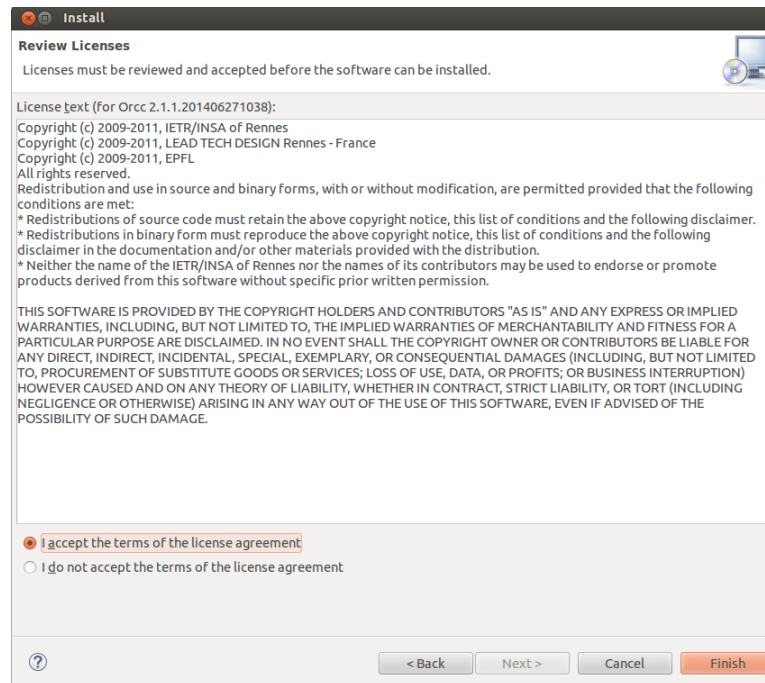 Install
Review Licenses
Licenses must be reviewed and accepted before the software can be installed.
License text (for Orcc 2.1.1.201406271038):
Copyright (c) 2009-2011, IETR/INSA of Rennes
Copyright (c) 2009-2011, LEAD TECH DESIGN Rennes - France
Copyright (c) 2009-2011, EPFL
All rights reserved.
Redistribution and use in source and binary forms, with or without modification, are permitted provided that the following
conditions are met:
* Redistributions of source code must retain the above copyright notice, this list of conditions and the following disclaimer.
* Redistributions in binary form must reproduce the above copyright notice, this list of conditions and the following
disclaimer in the documentation and/or other materials provided with the distribution.
* Neither the name of the IETR/INSA of Rennes nor the names of its contributors may be used to endorse or promote
products derived from this software without specific prior written permission.
THIS SOFTWARE IS PROVIDED BY THE COPYRIGHT HOLDERS AND CONTRIBUTORS "AS IS" AND ANY EXPRESS OR IMPLIED
WARRANTIES, INCLUDING, BUT NOT LIMITED TO, THE IMPLIED WARRANTIES OF MERCHANTABILITY AND FITNESS FOR A
PARTICULAR PURPOSE ARE DISCLAIMED. IN NO EVENT SHALL THE COPYRIGHT OWNER OR CONTRIBUTORS BE LIABLE FOR
ANY DIRECT, INDIRECT, INCIDENTAL, SPECIAL, EXEMPLARY, OR CONSEQUENTIAL DAMAGES (INCLUDING, BUT NOT LIMITED
TO, PROCUREMENT OF SUBSTITUTE GOODS OR SERVICES; LOSS OF USE, DATA, OR PROFITS; OR BUSINESS INTERRUPTION)
HOWEVER CAUSED AND ON ANY THEORY OF LIABILITY, WHETHER IN CONTRACT, STRICT LIABILITY, OR TORT (INCLUDING
NEGLIGENCE OR OTHERWISE) ARISING IN ANY WAY OUT OF THE USE OF THIS SOFTWARE, EVEN IF ADVISED OF THE
POSSIBILITY OF SUCH DAMAGE.
I accept the terms of the license agreement
I do not accept the terms of the license agreement
? < Back Next > Cancel Finish